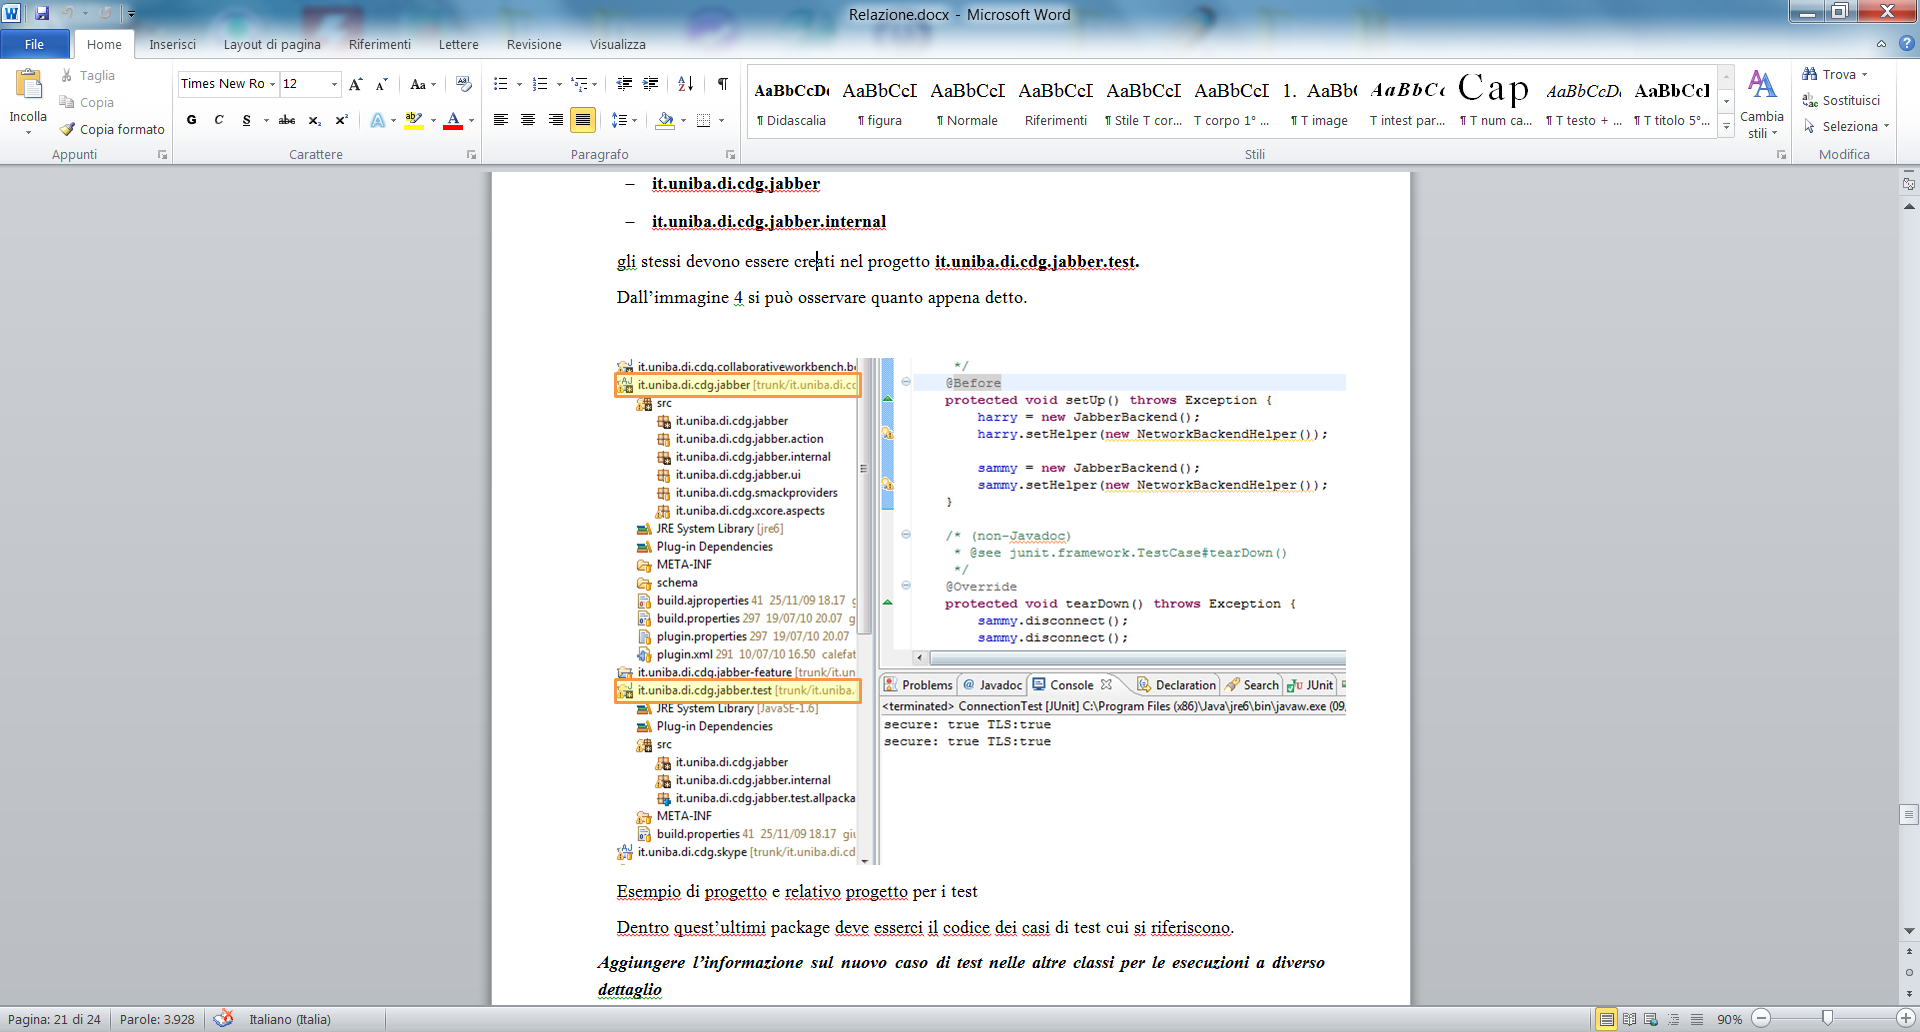 Relazione.docx - Microsoft Word
File Home Inserisci Layout di pagina Riferimenti Lettere Revisione Visualizza
Incolla
Taglia
Copia
Copia formato
Appunti
Times New Ro 12
Aa
G C S abc x₂ x² A ab A
Carattere
Paragrafo
AaBbCcDc AaBbCcI AaBbCcI AaBbCcI AaBbCcI AaBbCcI 1. AaBb( AaBbCc Cap AaBbCcDc AaBbCcI
¶ Didascalia ¶ figura ¶ Normale Riferimenti ¶ Stile T cor... T corpo 1° ... ¶ T image T intest par... ¶ T num ca... ¶ T testo + ... ¶ T titolo 5°...
Stili
Cambia stili
Trova
Sostituisci
Seleziona
Modifica
– it.uniba.di.cdg.jabber
– it.uniba.di.cdg.jabber.internal
gli stessi devono essere creati nel progetto it.uniba.di.cdg.jabber.test.
Dall'immagine 4 si può osservare quanto appena detto.
it.uniba.di.cdg.collaborativeworkbench.b
it.uniba.di.cdg.jabber [trunk/it.uniba.di.cd
src
it.uniba.di.cdg.jabber
it.uniba.di.cdg.jabber.action
it.uniba.di.cdg.jabber.internal
it.uniba.di.cdg.jabber.ui
it.uniba.di.cdg.smackproviders
it.uniba.di.cdg.xcore.aspects
JRE System Library [jre6]
Plug-in Dependencies
META-INF
schema
build.ajproperties 41 25/11/09 18.17 g
build.properties 297 19/07/10 20.07 g
plugin.properties 297 19/07/10 20.07
plugin.xml 291 10/07/10 16.50 calefat
it.uniba.di.cdg.jabber-feature [trunk/it.un
it.uniba.di.cdg.jabber.test [trunk/it.uniba.
JRE System Library [JavaSE-1.6]
Plug-in Dependencies
src
it.uniba.di.cdg.jabber
it.uniba.di.cdg.jabber.internal
it.uniba.di.cdg.jabber.test.allpacka
META-INF
build.properties 41 25/11/09 18.17 giu
it.uniba.di.cdg.skype [trunk/it.uniba.di.cd
*/
@Before
protected void setUp() throws Exception {
harry = new JabberBackend();
harry.setHelper(new NetworkBackendHelper());
sammy = new JabberBackend();
sammy.setHelper(new NetworkBackendHelper());
}
/* (non-Javadoc)
* @see junit.framework.TestCase#tearDown()
*/
@Override
protected void tearDown() throws Exception {
sammy.disconnect();
sammy.disconnect();
Problems @ Javadoc Console Declaration Search JUnit
<terminated> ConnectionTest [JUnit] C:\Program Files (x86)\Java\jre6\bin\javaw.exe (09
secure: true TLS:true
secure: true TLS:true
Esempio di progetto e relativo progetto per i test
Dentro quest'ultimi package deve esserci il codice dei casi di test cui si riferiscono.
Aggiungere l'informazione sul nuovo caso di test nelle altre classi per le esecuzioni a diverso
dettaglio
Pagina: 21 di 24 Parole: 3.928 Italiano (Italia) 90%